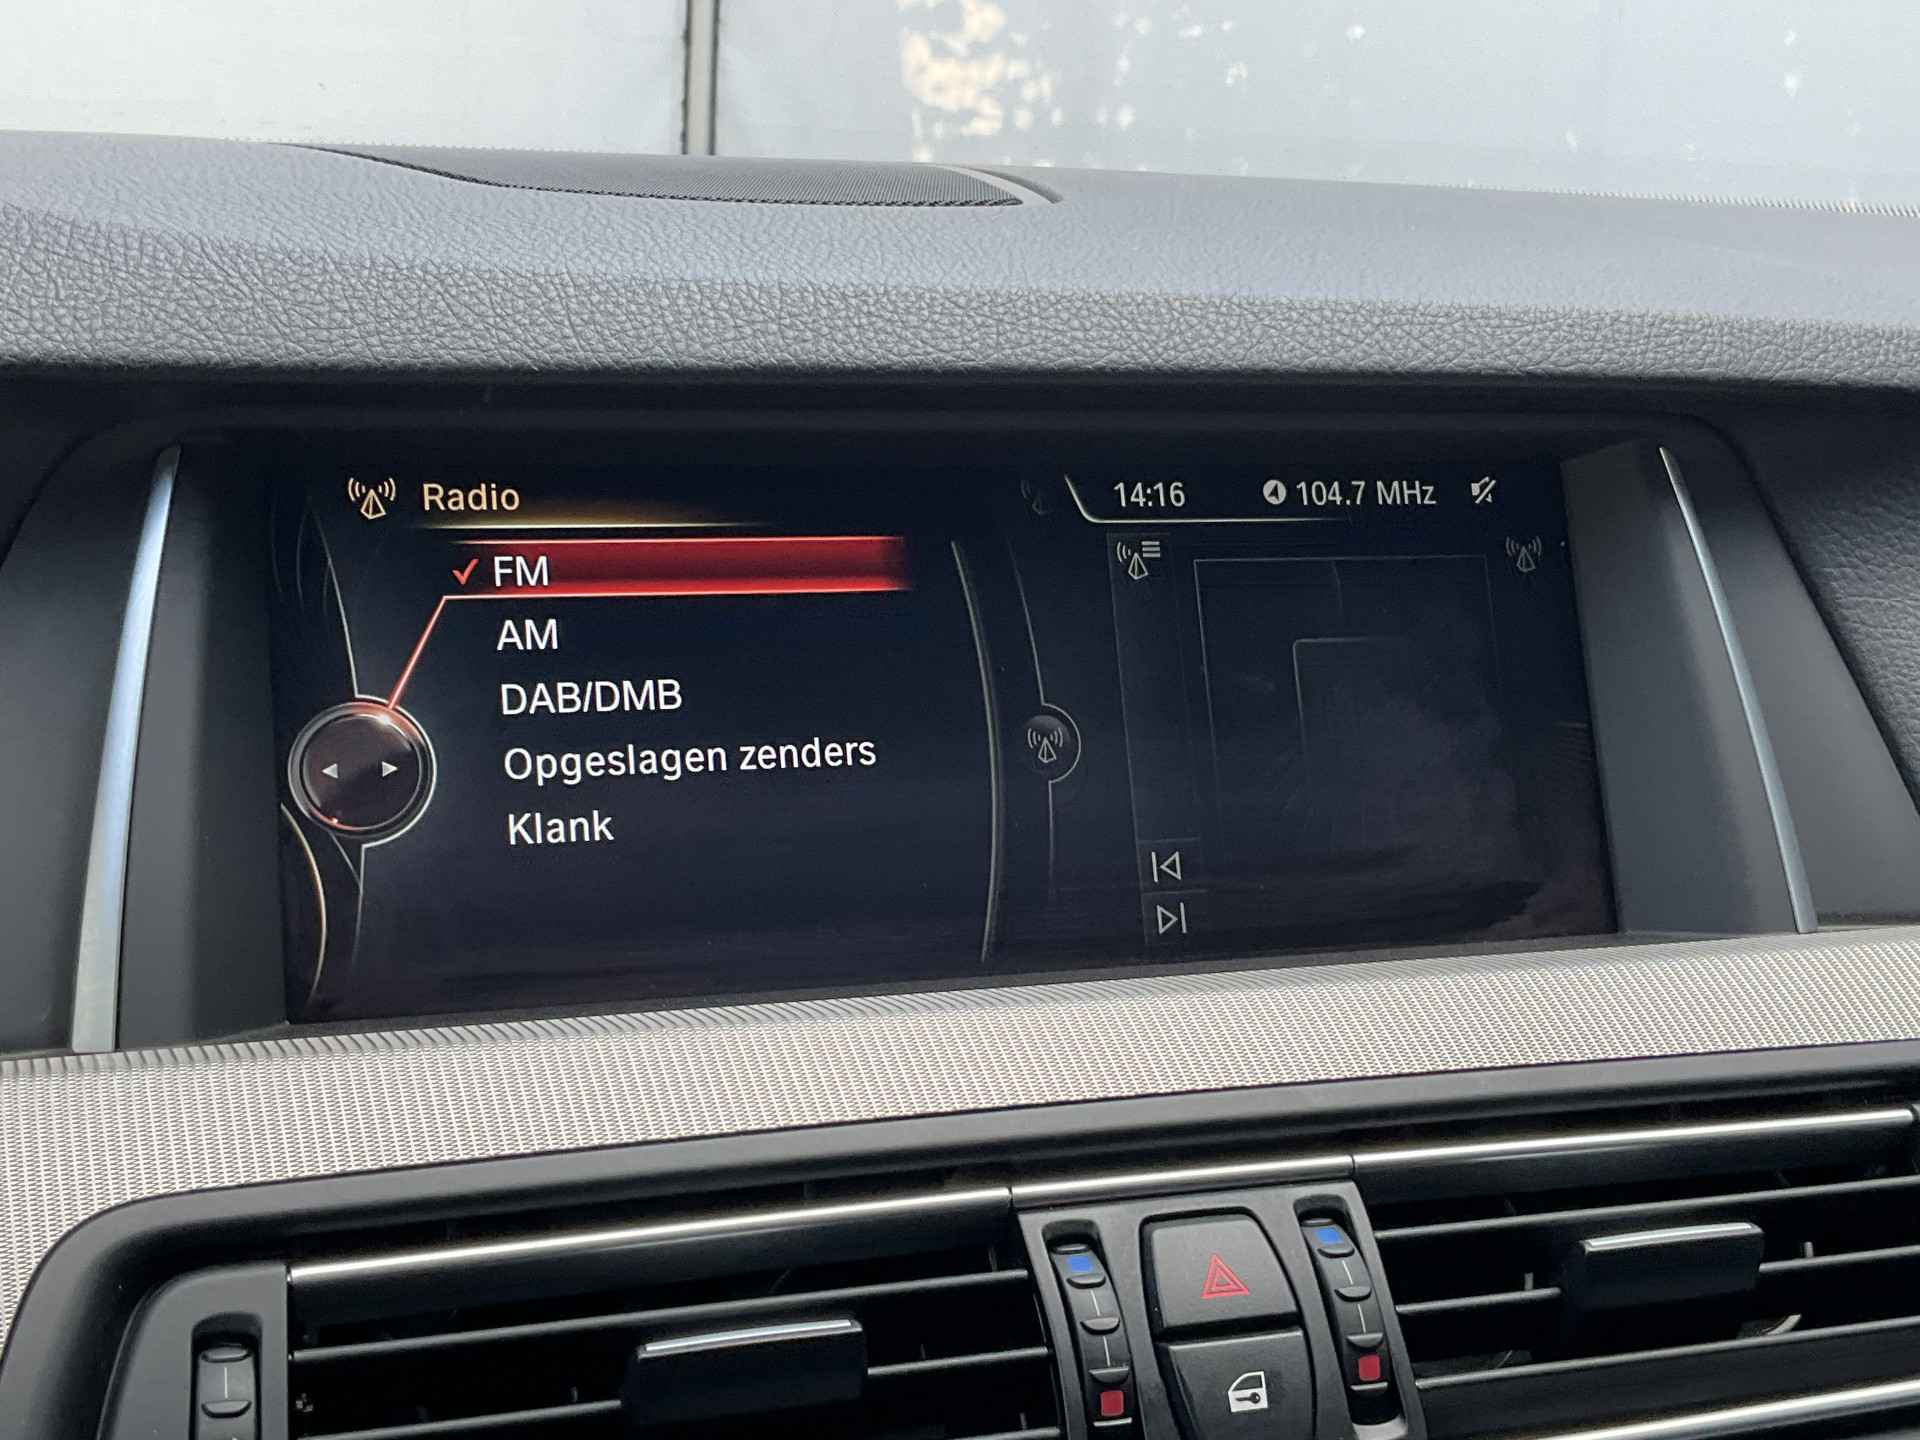 Radio
14:16 104.7 MHz
FM
AM
DAB/DMB
Opgeslagen zenders
Klank